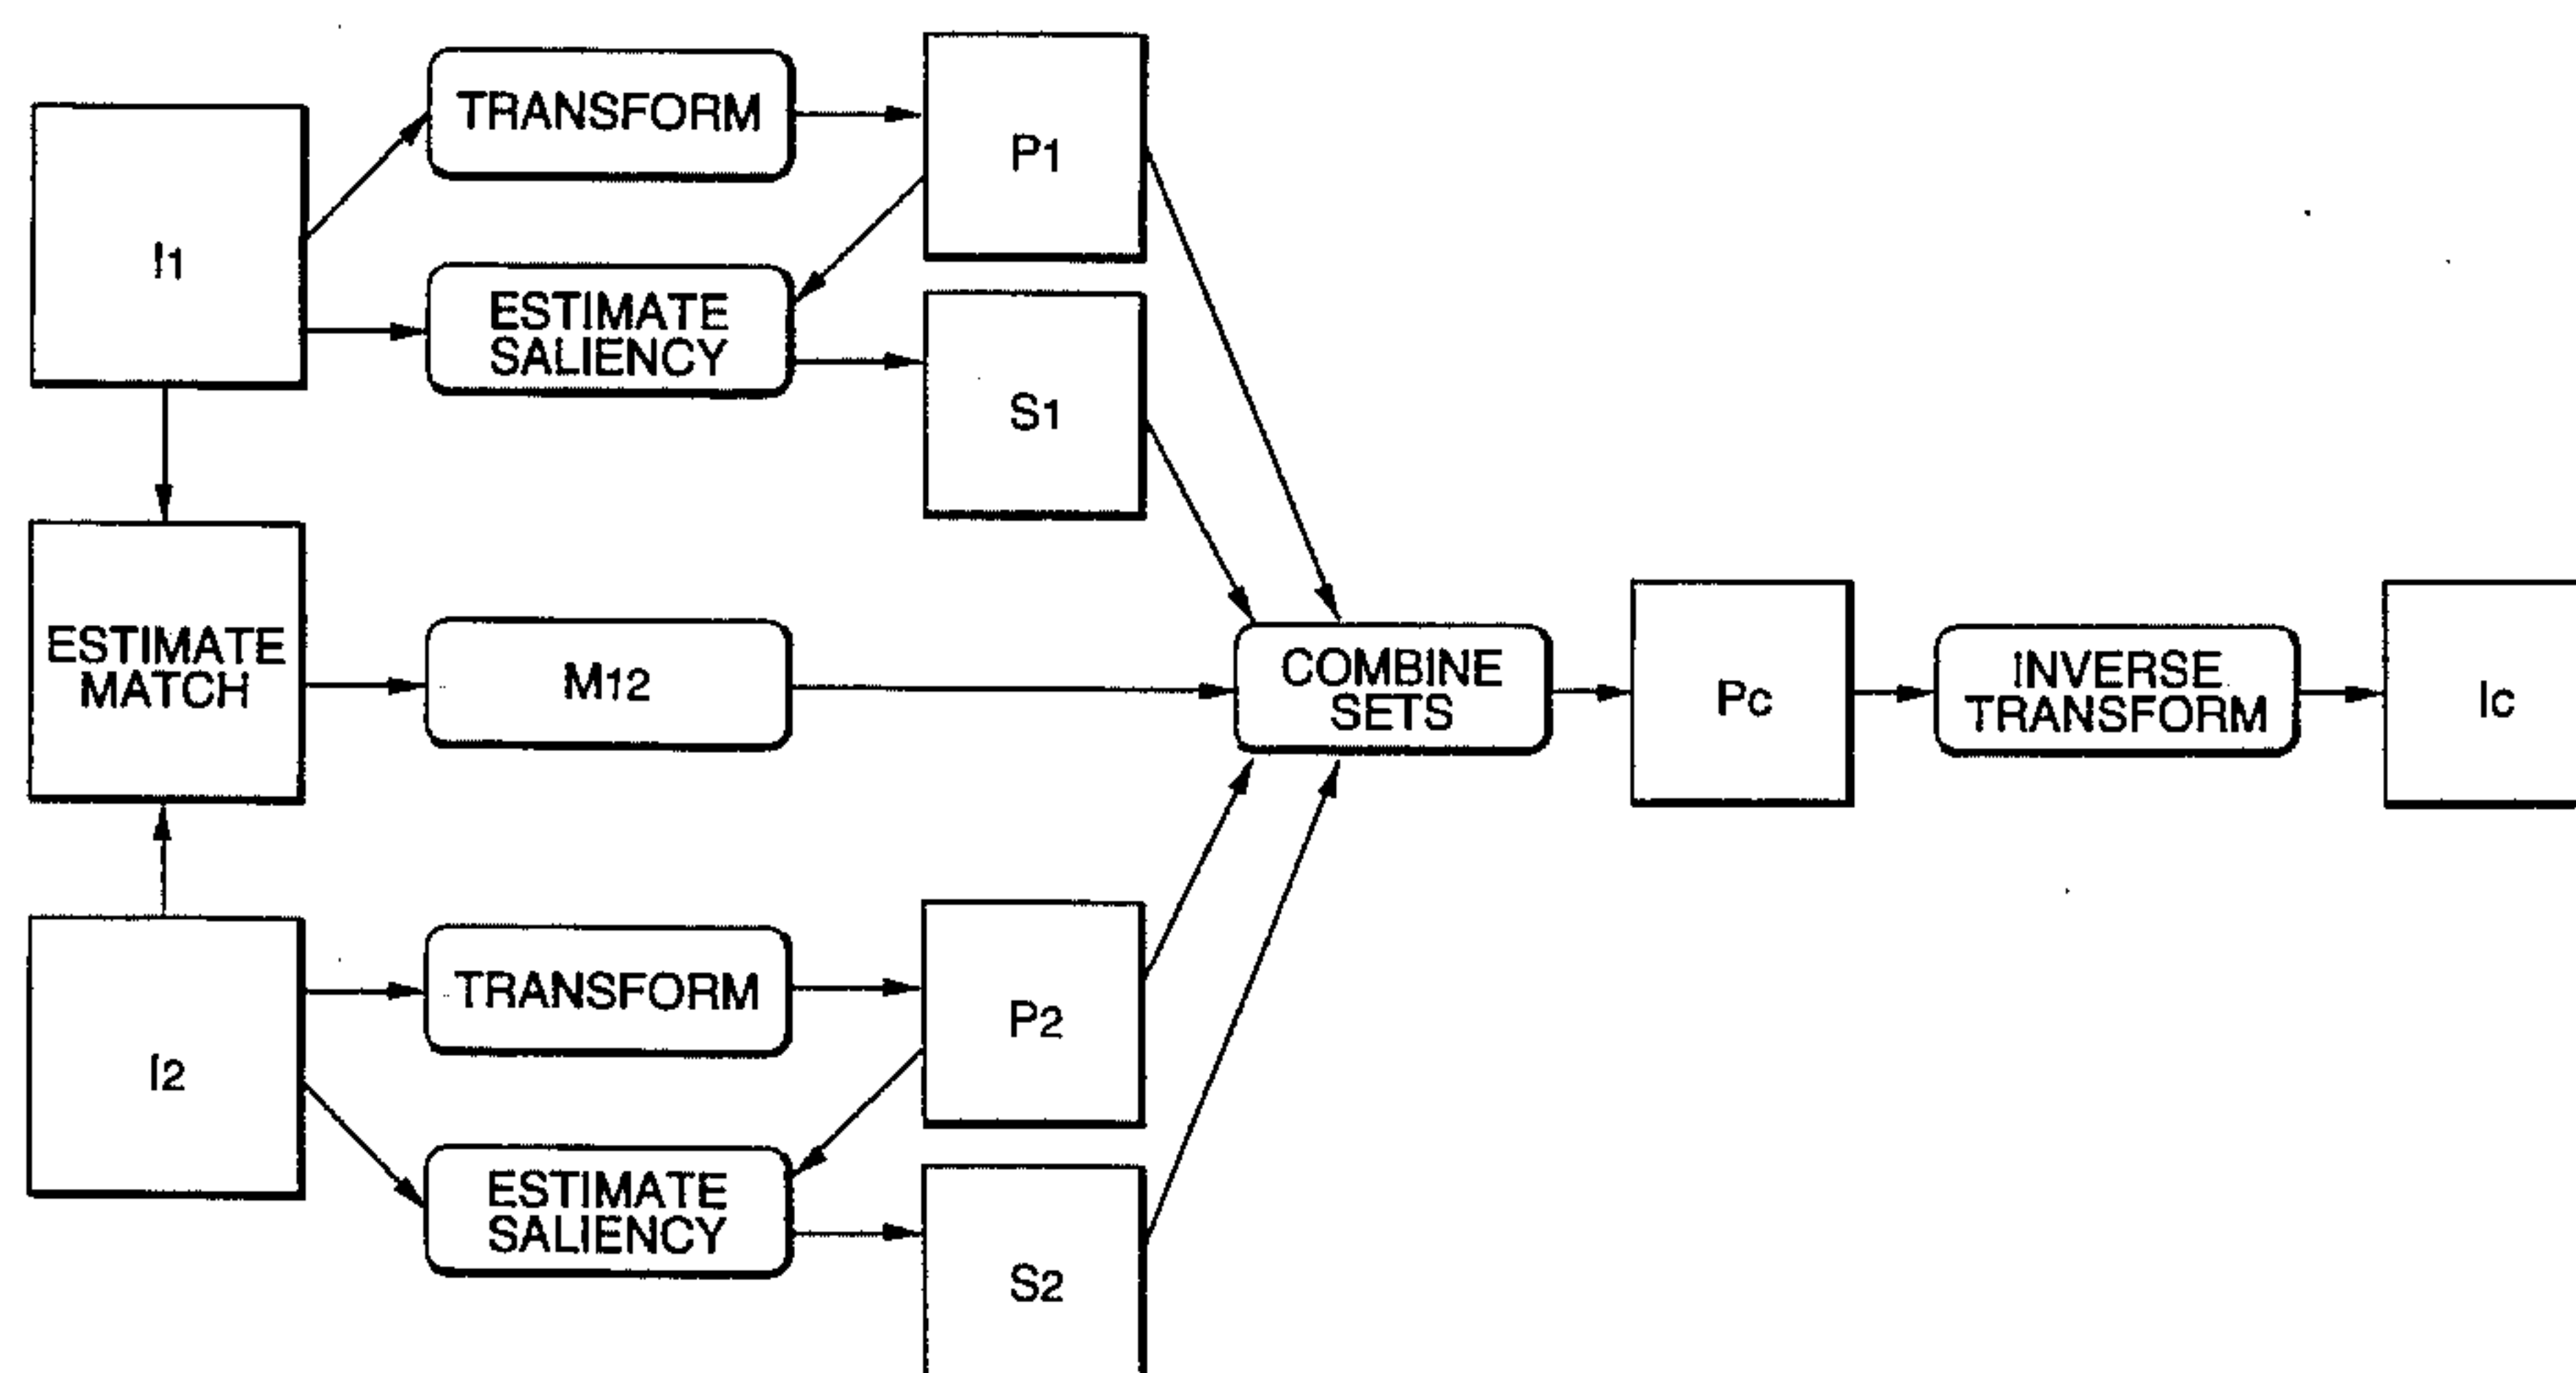 I1
TRANSFORM
P1
ESTIMATE
SALIENCY
S1
ESTIMATE
MATCH
M12
COMBINE
SETS
Pc
INVERSE
TRANSFORM
Ic
I2
TRANSFORM
P2
ESTIMATE
SALIENCY
S2